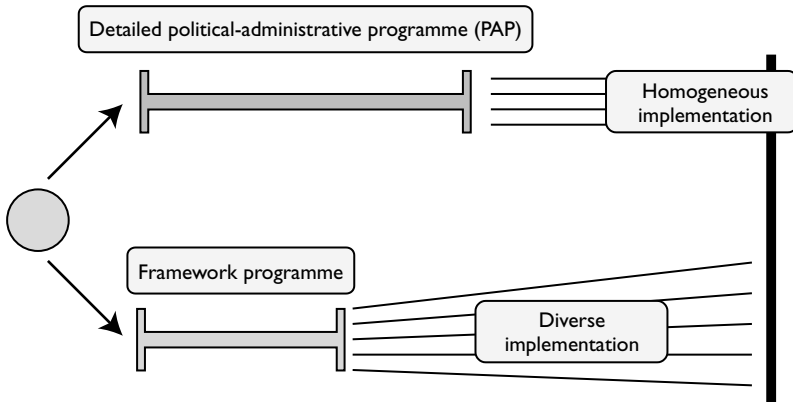 Detailed political-administrative programme (PAP)
Homogeneous
implementation
Framework programme
Diverse
implementation